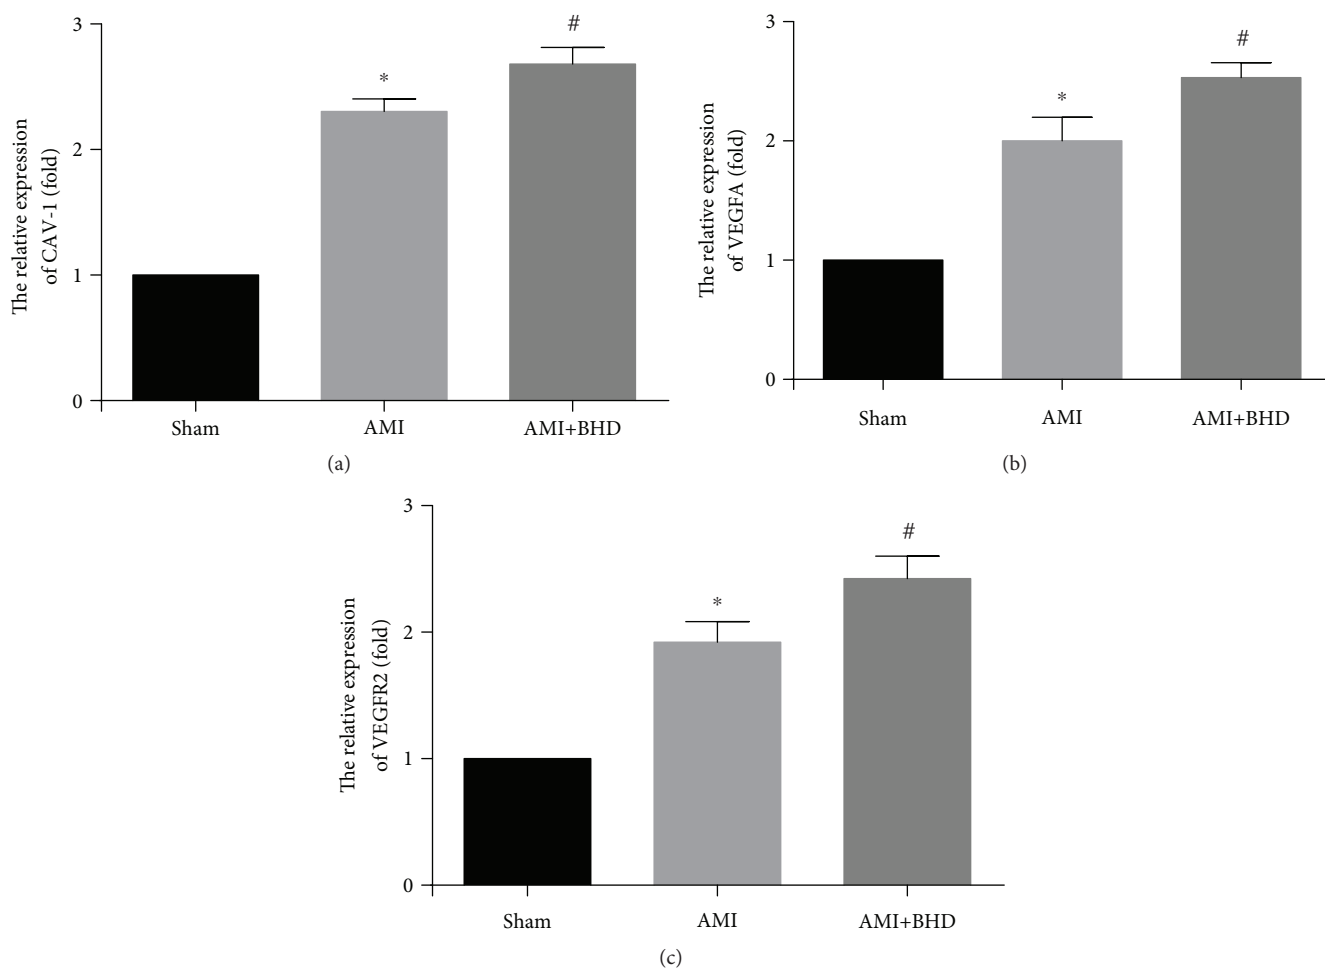 The relative expression
of CAV-1 (fold)
3
2
1
0
*
#
Sham
AMI
AMI+BHD
(a)
The relative expression
of VEGFA (fold)
3
2
1
0
*
#
Sham
AMI
AMI+BHD
(b)
The relative expression
of VEGFR2 (fold)
3
2
1
0
*
#
Sham
AMI
AMI+BHD
(c)